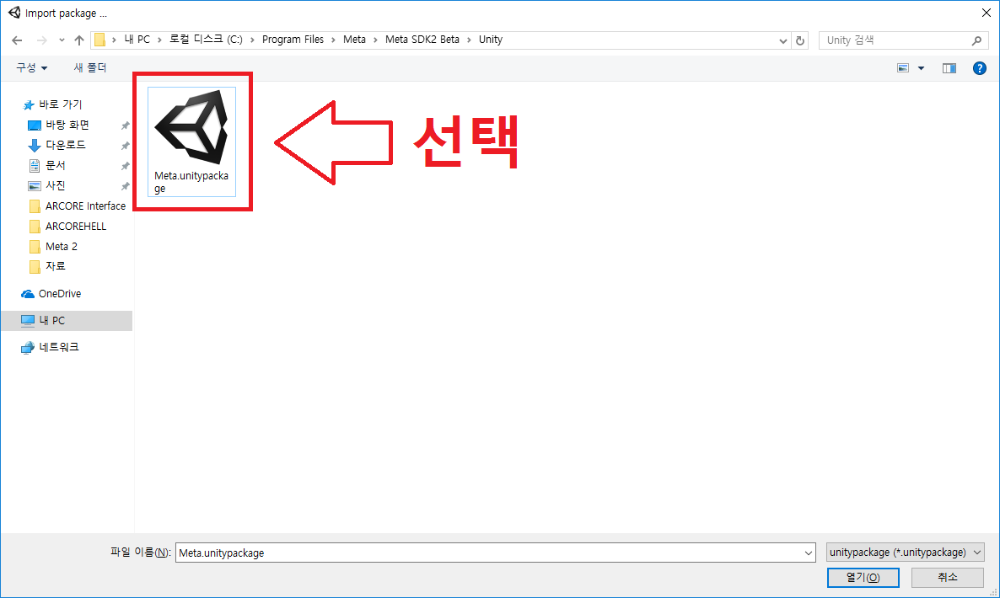 Import package ...
내 PC > 로컬 디스크 (C:) > Program Files > Meta > Meta SDK2 Beta > Unity
Unity 검색
구성
새 폴더
바로 가기
바탕 화면
다운로드
문서
사진
ARCORE Interface
ARCOREHELL
Meta 2
자료
OneDrive
내 PC
네트워크
Meta.unitypacka
ge
선택
파일 이름(N):
Meta.unitypackage
unitypackage (*.unitypackage)
열기(O)
취소